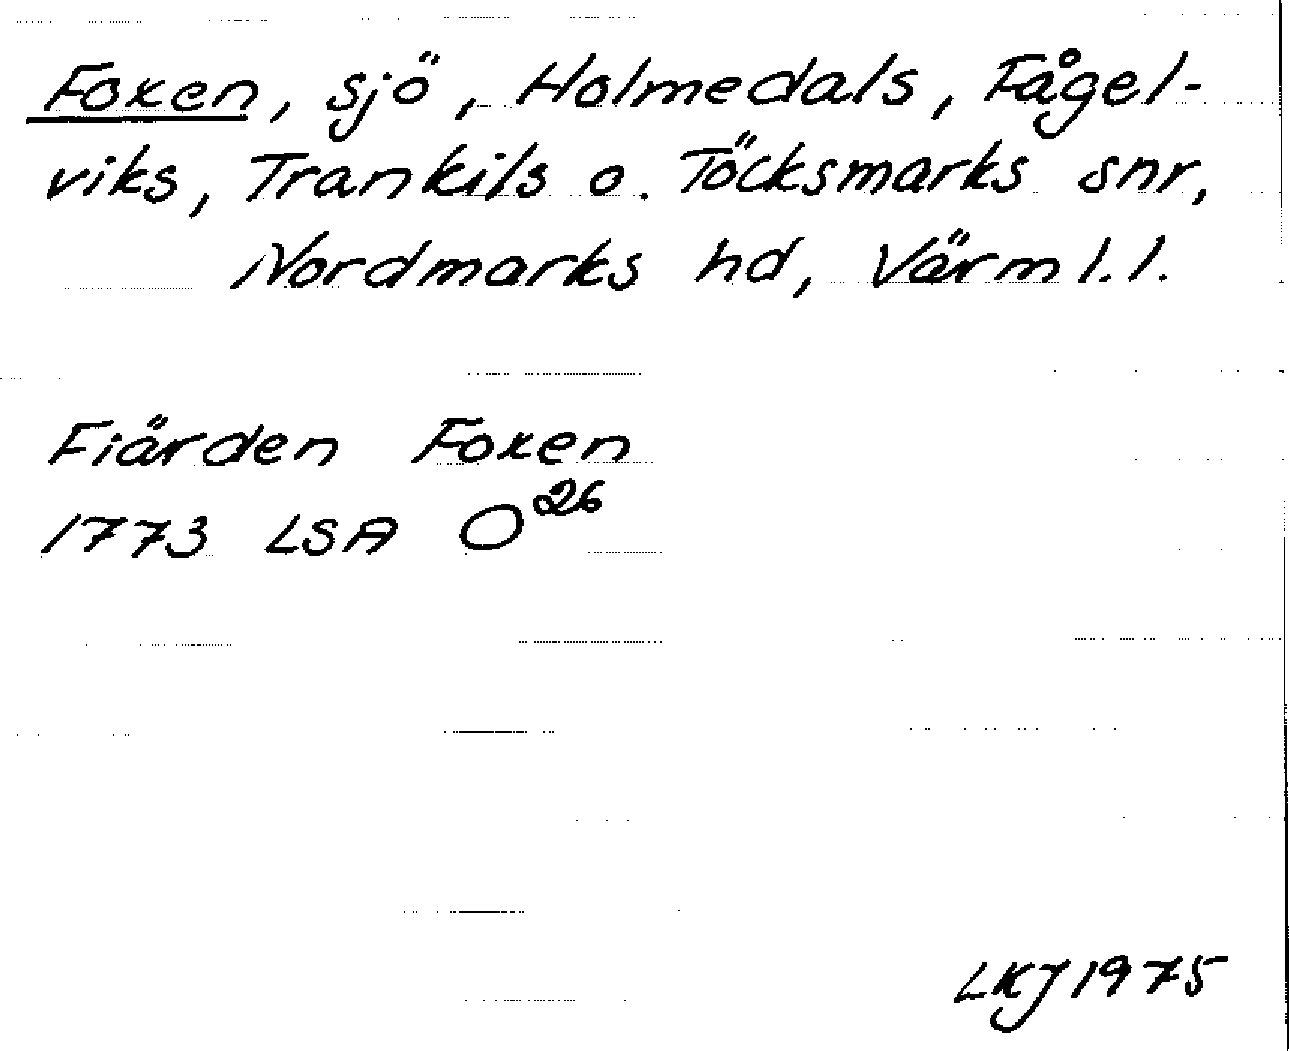 Foxen, sjö, Holmedals, Fågel-
viks, Trankils o. Töcksmarks snr,
Nordmarks hd, Värml. l.
Fiärden Foxen
1773 LSA O26
LKJ 1975